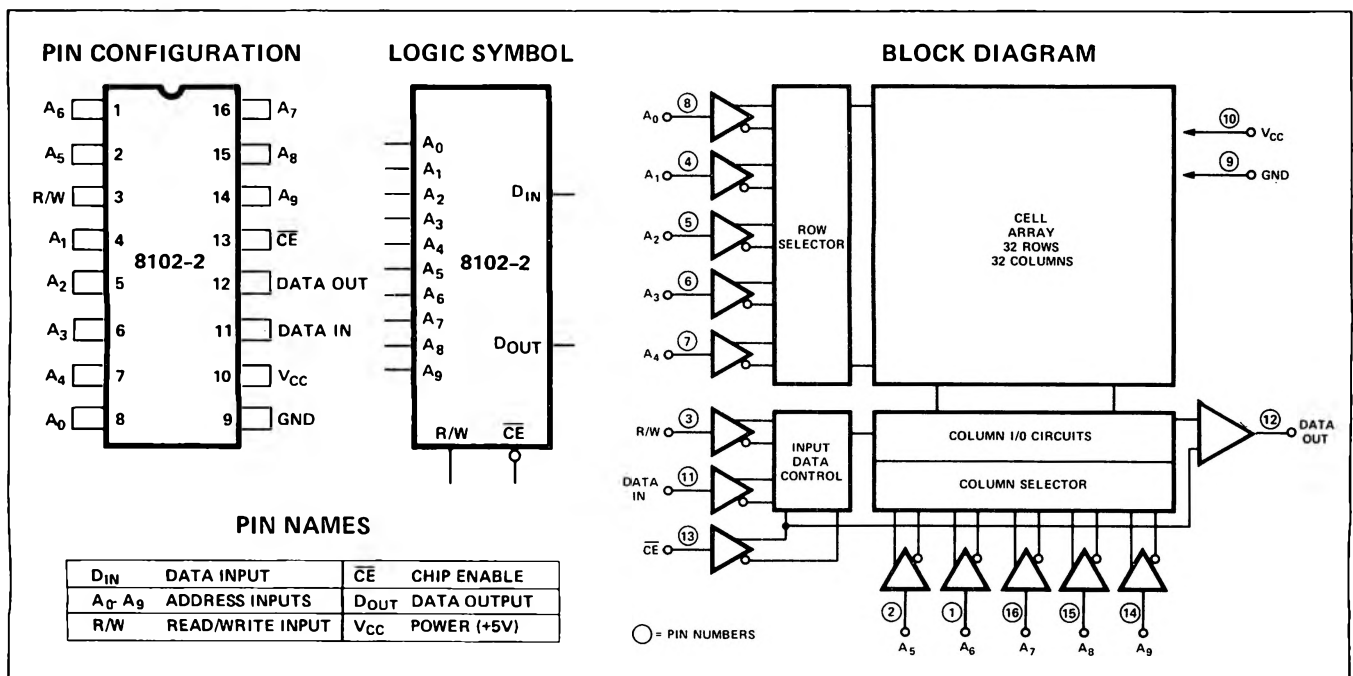 PIN CONFIGURATION
A6 1 16 A7
A5 2 15 A8
R/W 3 14 A9
A1 4 13 C̅E̅
8102-2
A2 5 12 DATA OUT
A3 6 11 DATA IN
A4 7 10 VCC
A0 8 9 GND
LOGIC SYMBOL
A0
A1
A2
A3
A4
A5
A6
A7
A8
A9
DIN
8102-2
DOUT
R/W C̅E̅
PIN NAMES
DIN DATA INPUT C̅E̅ CHIP ENABLE
A0-A9 ADDRESS INPUTS DOUT DATA OUTPUT
R/W READ/WRITE INPUT VCC POWER (+5V)
BLOCK DIAGRAM
A0 8
A1 4
A2 5
A3 6
A4 7
ROW
SELECTOR
CELL
ARRAY
32 ROWS
32 COLUMNS
10 VCC
9 GND
R/W 3
DATA
IN
11
C̅E̅ 13
INPUT
DATA
CONTROL
COLUMN I/0 CIRCUITS
COLUMN SELECTOR
12 DATA
OUT
2 1 16 15 14
A5 A6 A7 A8 A9
= PIN NUMBERS